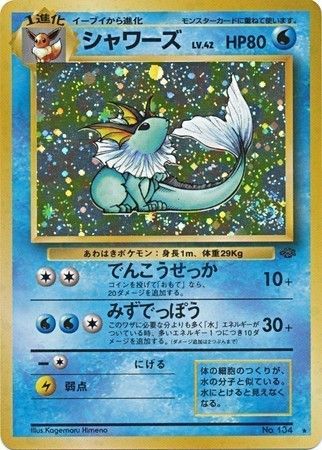 1進化
イーブイから進化
モンスターカードに重ねて使います。
シャワーズ LV.42 HP80
あわはきポケモン：身長1m、体重29Kg
でんこうせっか 10+
コインを投げて「おもて」なら、
20ダメージを追加する。
みずでっぽう 30+
このワザに必要な分よりも多く「水」エネルギーが
ついている時、多いエネルギー1つにつき10ダ
メージを追加する。
にげる
弱点
体の細胞のつくりが、
水の分子と似ている。
水にとけると見えなく
なる。
Illus.Kagemaru Himeno
No.134 ★